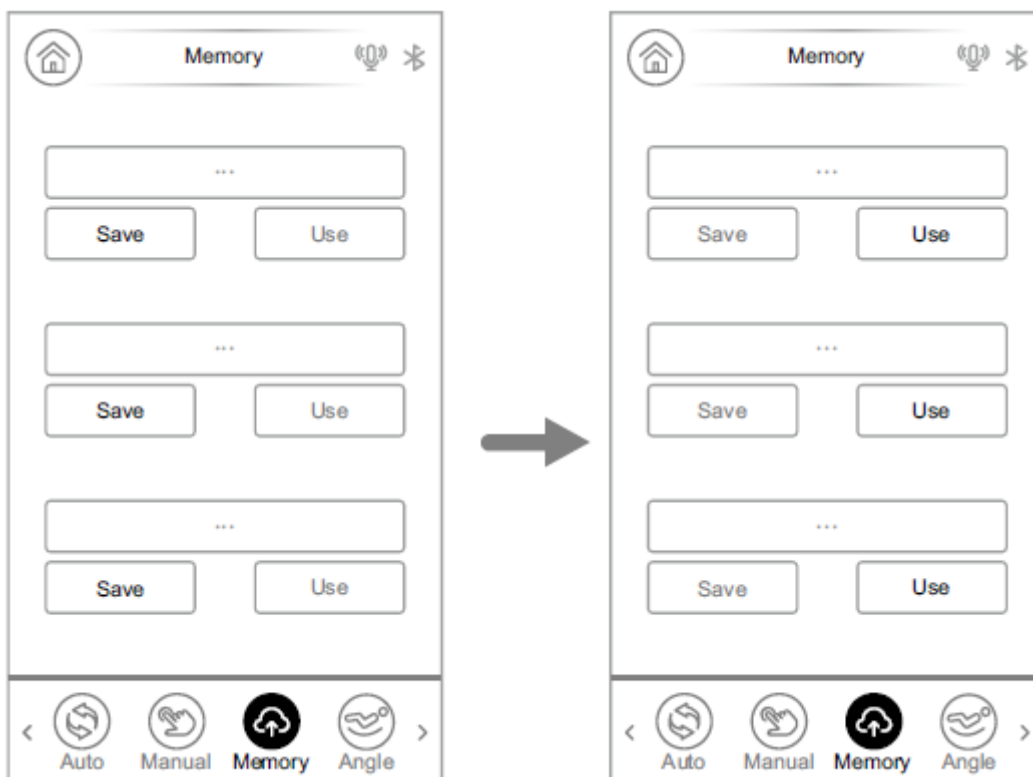 Memory
...
Save Use
...
Save Use
...
Save Use
< Auto Manual Memory Angle >
Memory
...
Save Use
...
Save Use
...
Save Use
< Auto Manual Memory Angle >